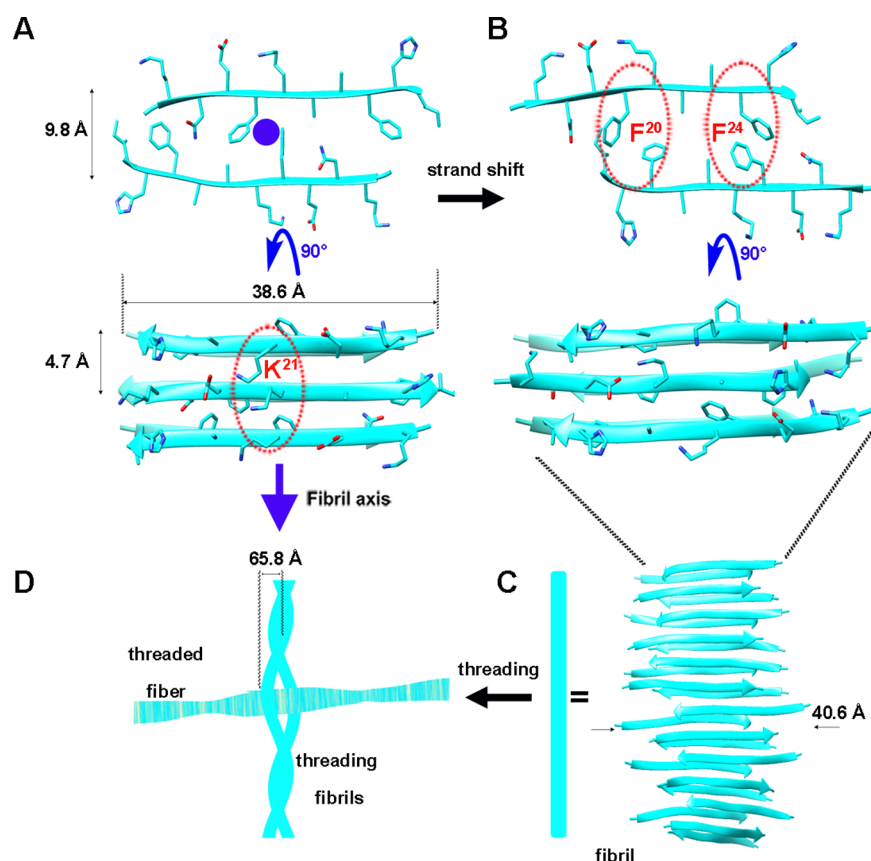 A
B
9.8 Å
F20
F24
strand shift
90°
90°
38.6 Å
4.7 Å
K21
Fibril axis
D
65.8 Å
C
threaded
fiber
threading
=
40.6 Å
threading
fibrils
fibril